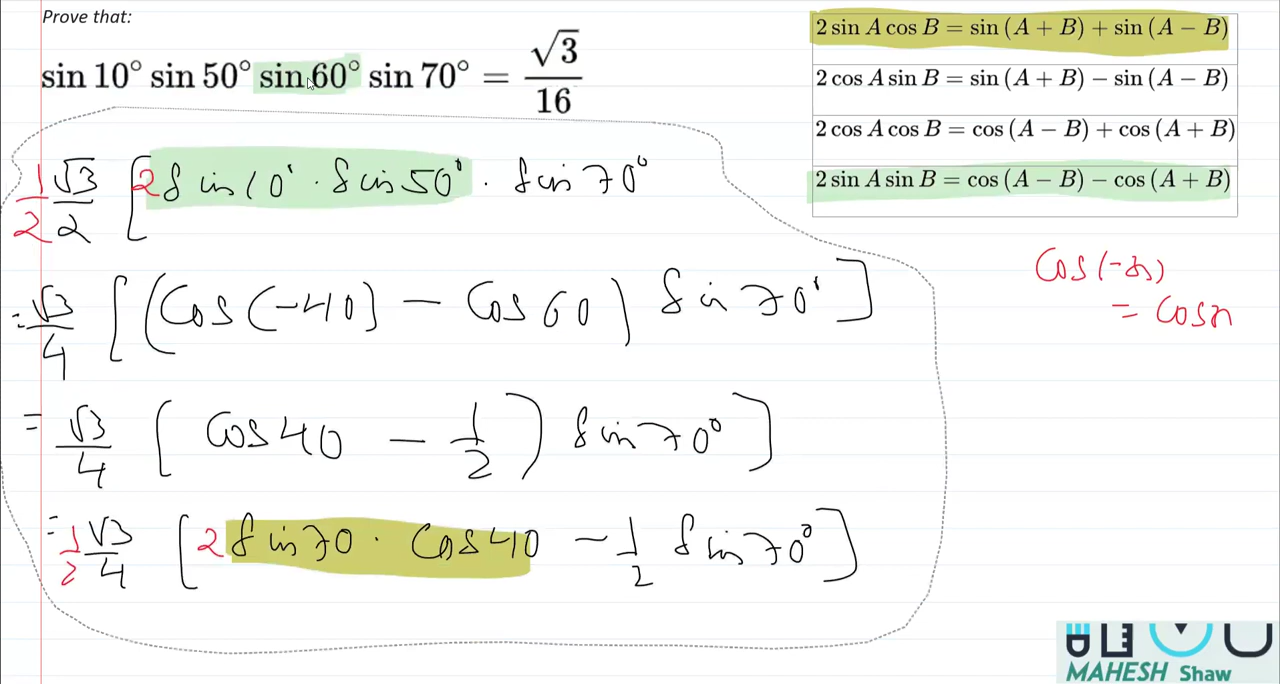 Prove that:
sin 10° sin 50° sin 60° sin 70° = √3/16
2 sin A cos B = sin (A + B) + sin (A − B)
2 cos A sin B = sin (A + B) − sin (A − B)
2 cos A cos B = cos (A − B) + cos (A + B)
2 sin A sin B = cos (A − B) − cos (A + B)
1/2 √3/2 [2 sin 10° · sin 50° · sin 70°
= √3/4 [(cos(-40) − cos 60) sin 70°]
cos(-x)
= cosx
= √3/4 [cos 40 − 1/2) sin 70°]
= 1/2 √3/4 [2 sin 70 · cos 40 − 1/2 sin 70°]
MAHESH Shaw